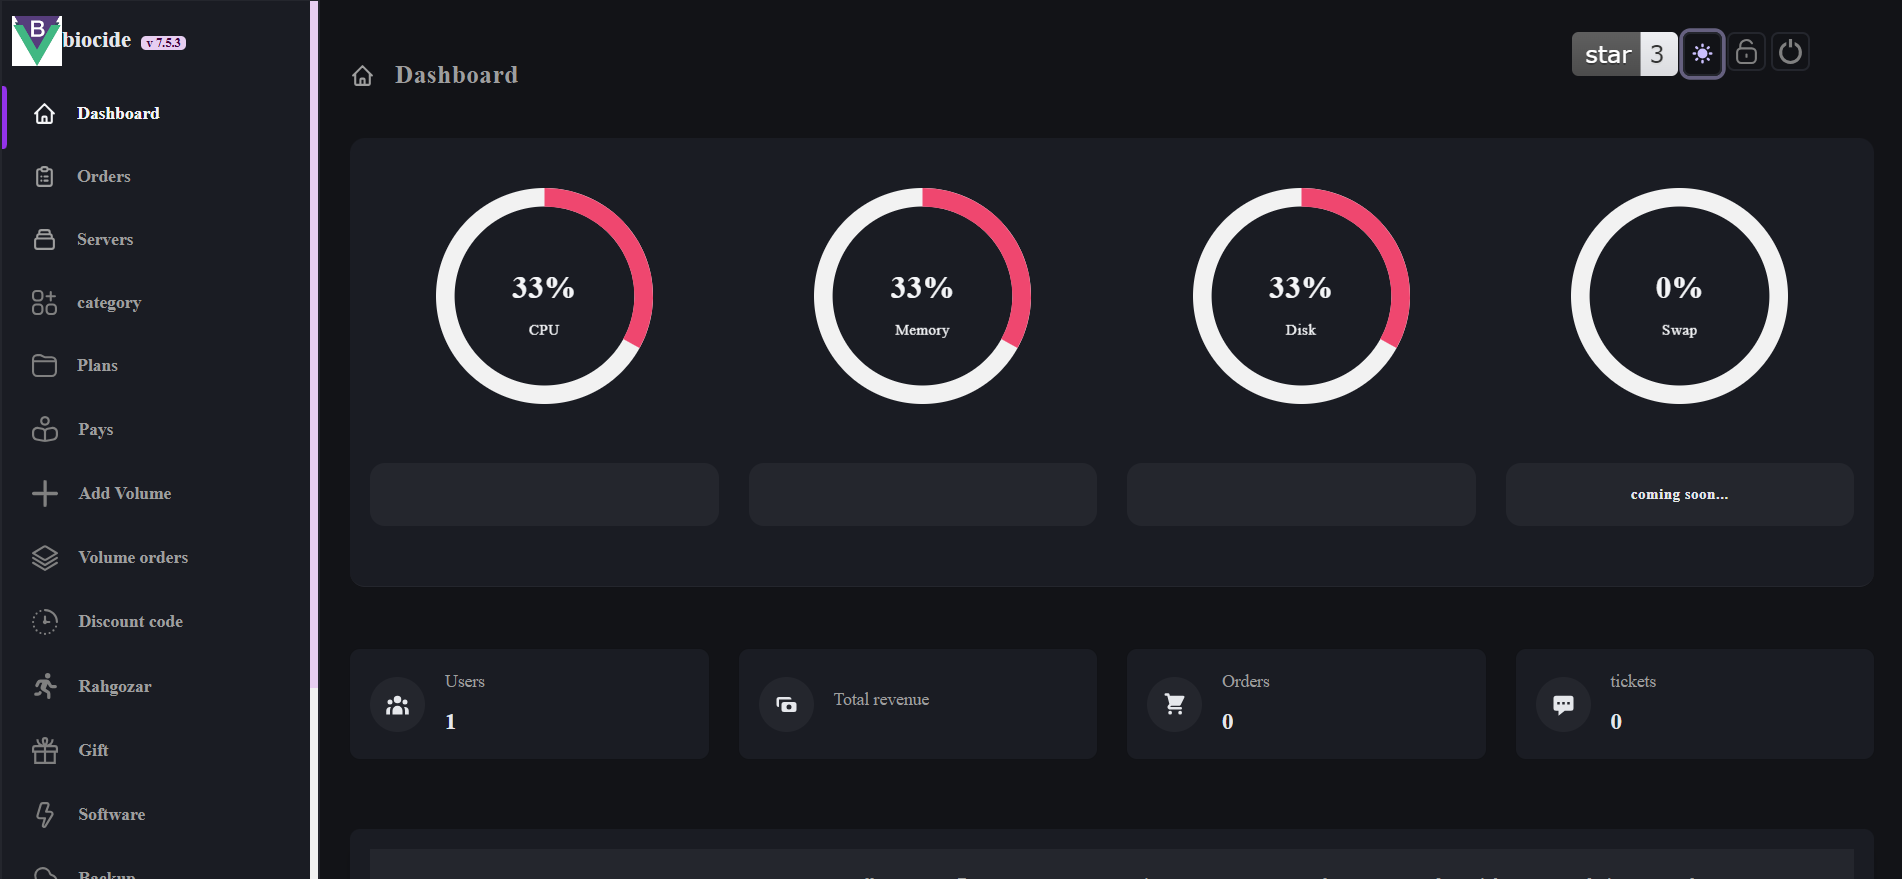 B
biocide v 7.5.3
Dashboard
Orders
Servers
category
Plans
Pays
Add Volume
Volume orders
Discount code
Rahgozar
Gift
Software
Backup
Dashboard
star 3
33%
CPU
33%
Memory
33%
Disk
0%
Swap
coming soon...
Users
1
Total revenue
Orders
0
tickets
0